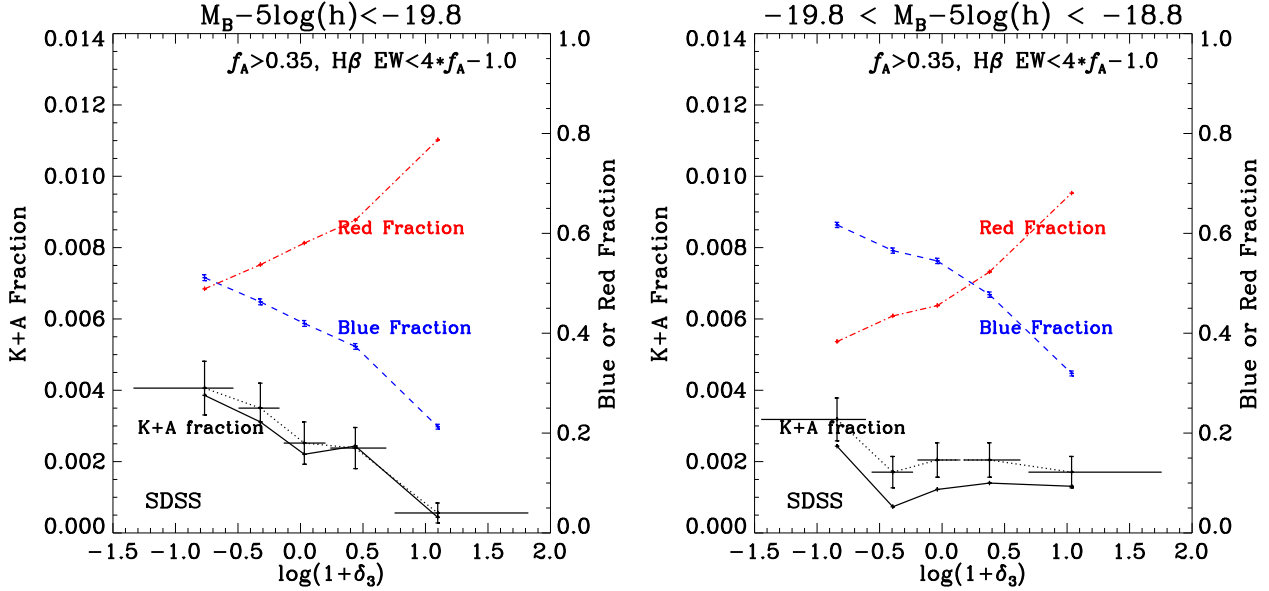 M_B−5log(h)<−19.8
f_A>0.35, Hβ EW<4*f_A−1.0
0.014
0.012
0.010
0.008
0.006
0.004
0.002
0.000
K+A Fraction
1.0
0.8
0.6
0.4
0.2
0.0
Blue or Red Fraction
Red Fraction
Blue Fraction
K+A fraction
SDSS
−1.5 −1.0 −0.5 0.0 0.5 1.0 1.5 2.0
log(1+δ_3)
−19.8 < M_B−5log(h) < −18.8
f_A>0.35, Hβ EW<4*f_A−1.0
0.014
0.012
0.010
0.008
0.006
0.004
0.002
0.000
K+A Fraction
1.0
0.8
0.6
0.4
0.2
0.0
Blue or Red Fraction
Red Fraction
Blue Fraction
K+A fraction
SDSS
−1.5 −1.0 −0.5 0.0 0.5 1.0 1.5 2.0
log(1+δ_3)